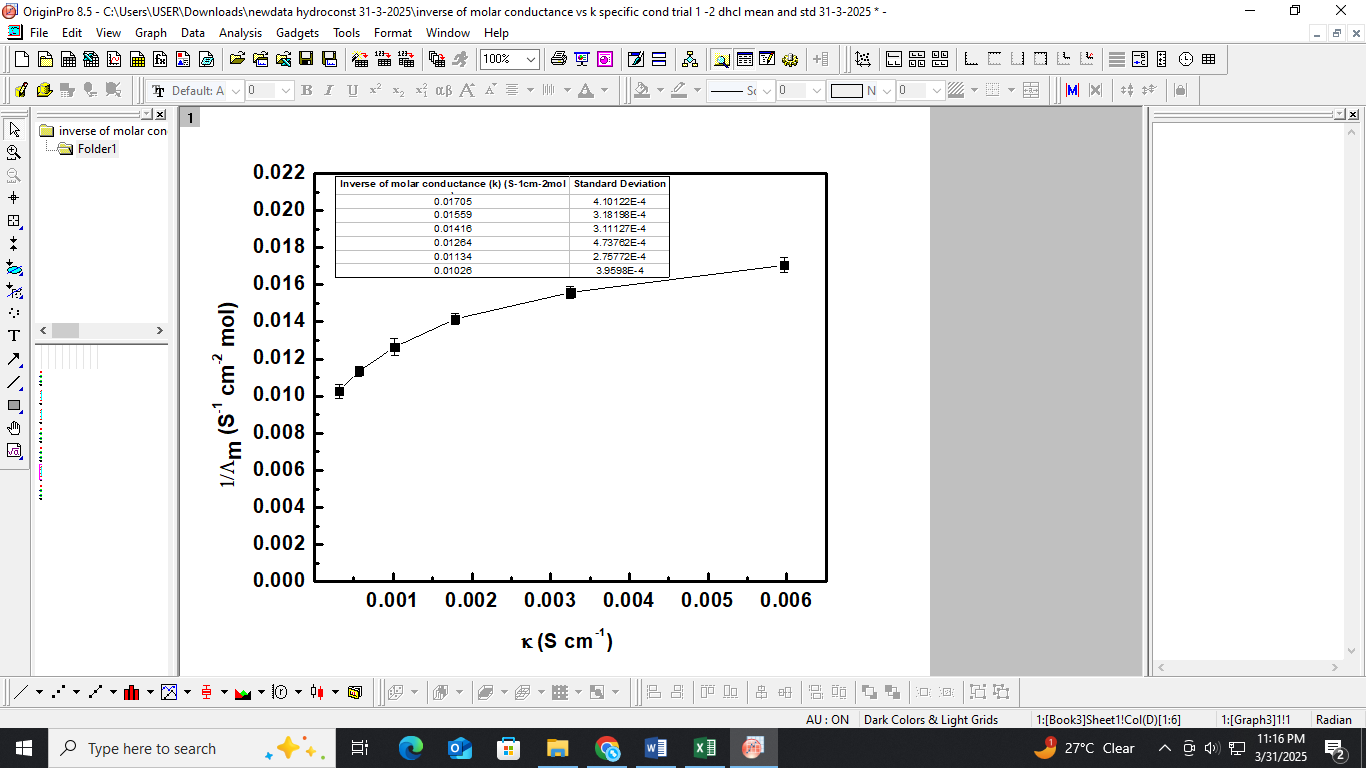 OriginPro 8.5 - C:\Users\USER\Downloads\newdata hydroconst 31-3-2025\inverse of molar conductance vs k specific cond trial 1 -2 dhcl mean and std 31-3-2025 * -
File Edit View Graph Data Analysis Gadgets Tools Format Window Help
100%
Default: A 0 B I U x² x₂ x²₁ αβ A A A Sc 0 N 0 M
1
inverse of molar con
Folder1
T
0.022
0.020
0.018
0.016
0.014
0.012
0.010
0.008
0.006
0.004
0.002
0.000
Inverse of molar conductance (k) (S-1cm-2mol Standard Deviation
0.01705 4.10122E-4
0.01559 3.18198E-4
0.01416 3.11127E-4
0.01264 4.73762E-4
0.01134 2.75772E-4
0.01026 3.9598E-4
1/Λm (S⁻¹ cm⁻² mol)
0.001 0.002 0.003 0.004 0.005 0.006
κ (S cm⁻¹)
AU : ON Dark Colors & Light Grids 1:[Book3]Sheet1!Col(D)[1:6] 1:[Graph3]1!1 Radian
Type here to search
1
27°C Clear
11:16 PM
3/31/2025
2